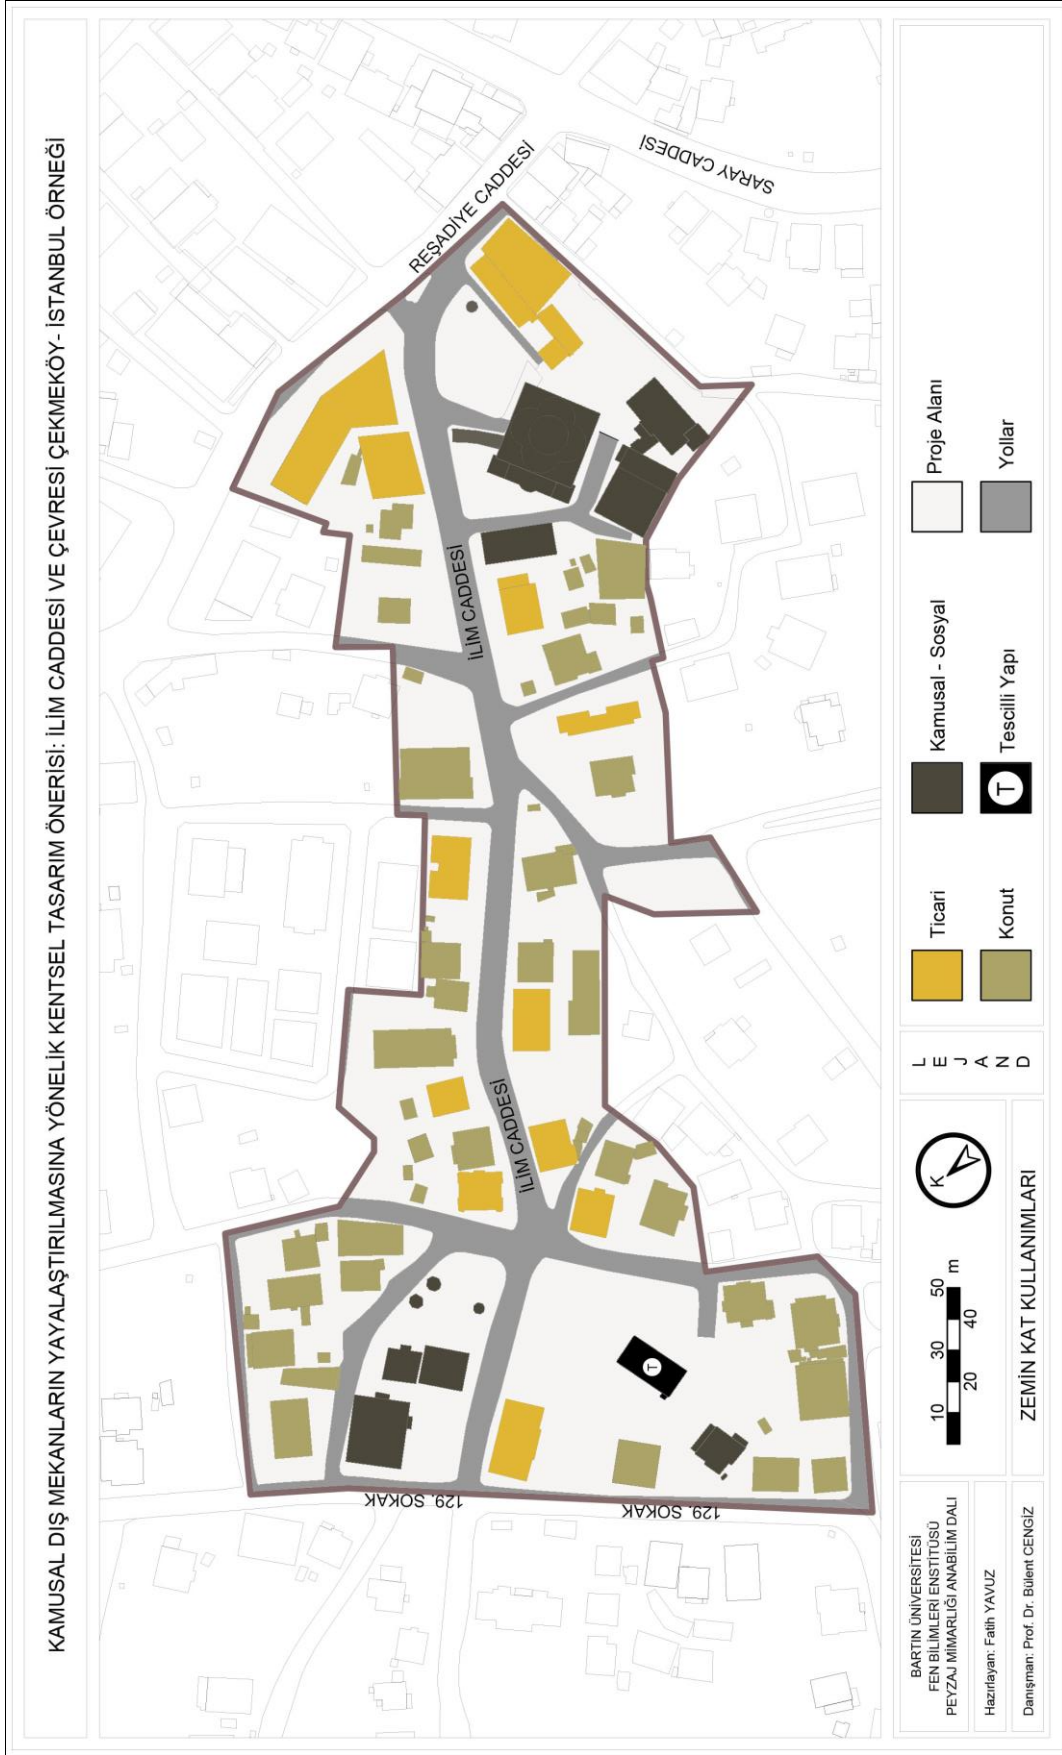 KAMUSAL DIŞ MEKANLARIN YAYALAŞTIRILMASINA YÖNELİK KENTSEL TASARIM ÖNERİSİ: İLİM CADDESİ VE ÇEVRESİ ÇEKMEKÖY- İSTANBUL ÖRNEĞİ
REŞADİYE CADDESİ
SARAY CADDESİ
İLİM CADDESİ
İLİM CADDESİ
129. SOKAK
129. SOKAK
T
BARTIN ÜNİVERSİTESİ
FEN BİLİMLERİ ENSTİTÜSÜ
PEYZAJ MİMARLIĞI ANABİLİM DALI
Hazırlayan: Fatih YAVUZ
Danışman: Prof. Dr. Bülent CENGİZ
10 30 50 m
20 40
K
ZEMİN KAT KULLANIMLARI
L
E
J
A
N
D
Ticari
Kamusal - Sosyal
Proje Alanı
Konut
T Tescilli Yapı
Yollar